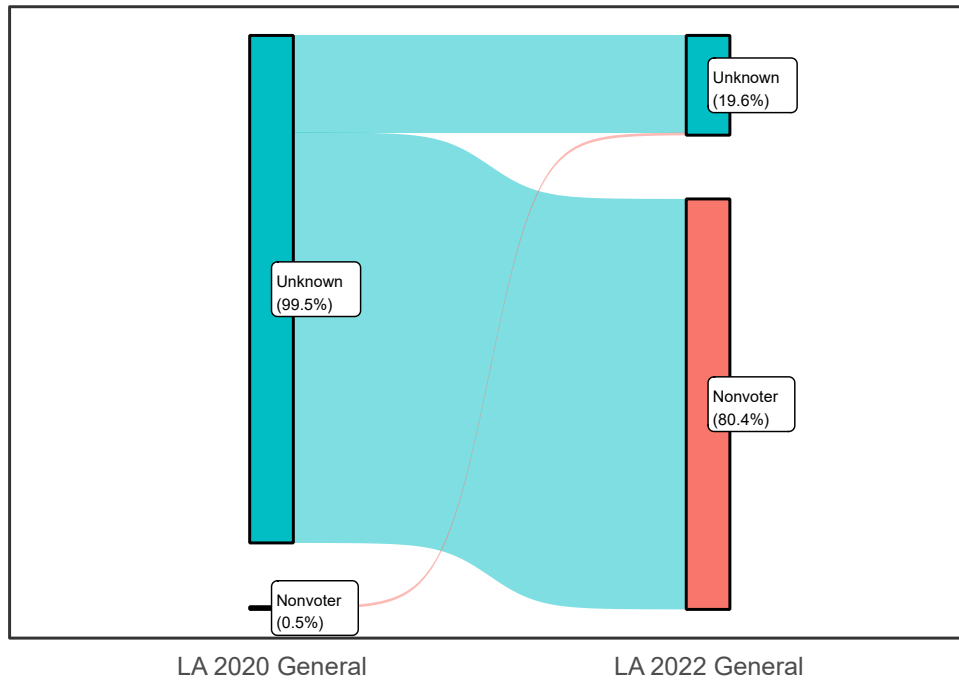 Unknown
(19.6%)
Unknown
(99.5%)
Nonvoter
(80.4%)
Nonvoter
(0.5%)
LA 2020 General
LA 2022 General